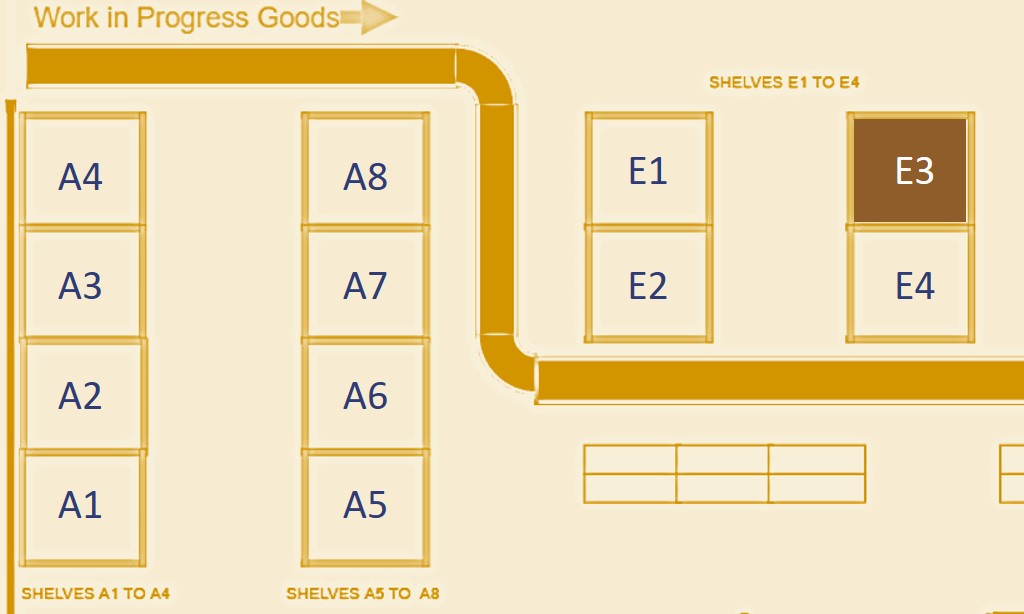 Work in Progress Goods
SHELVES E1 TO E4
A4
A8
E1
E3
A3
A7
E2
E4
A2
A6
A1
A5
SHELVES A1 TO A4
SHELVES A5 TO A8